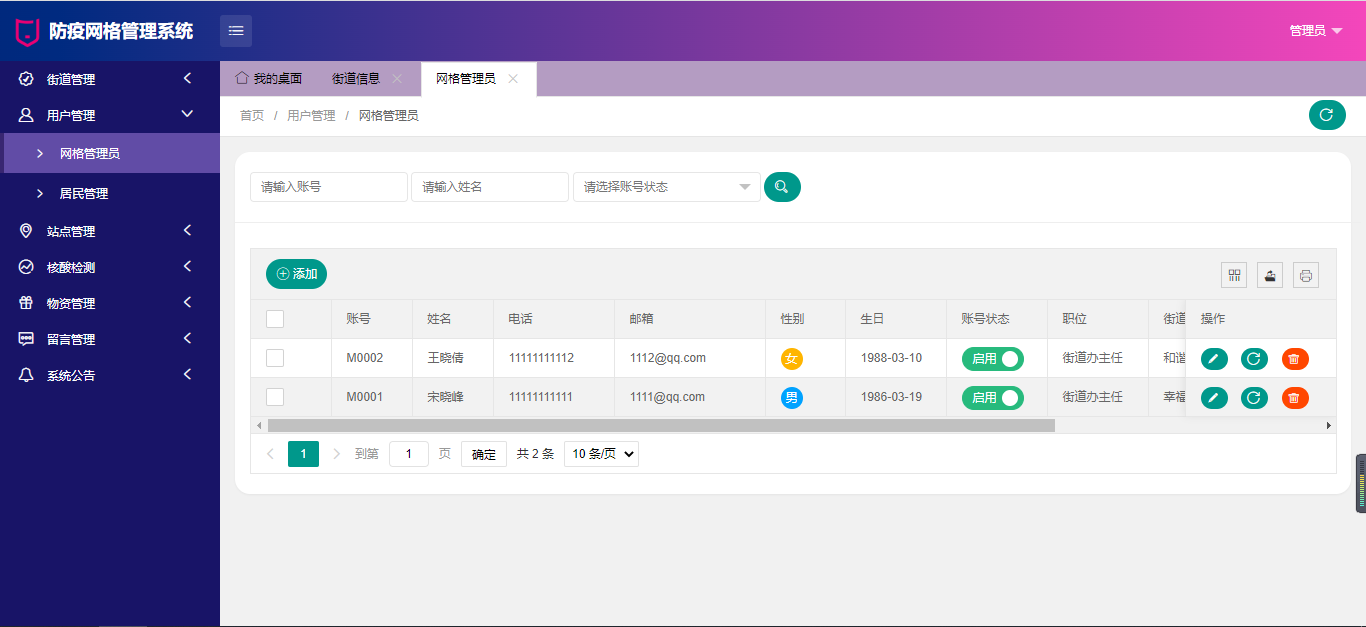 防疫网格管理系统
管理员
街道管理
用户管理
网格管理员
居民管理
站点管理
核酸检测
物资管理
留言管理
系统公告
我的桌面 街道信息 网格管理员
首页 / 用户管理 / 网格管理员
请输入账号 请输入姓名 请选择账号状态
添加
账号 姓名 电话 邮箱 性别 生日 账号状态 职位 街道 操作
M0002 王晓倩 11111111112 1112@qq.com 女 1988-03-10 启用 街道办主任 和谐
M0001 宋晓峰 11111111111 1111@qq.com 男 1986-03-19 启用 街道办主任 幸福
1 到第 1 页 确定 共 2 条 10 条/页